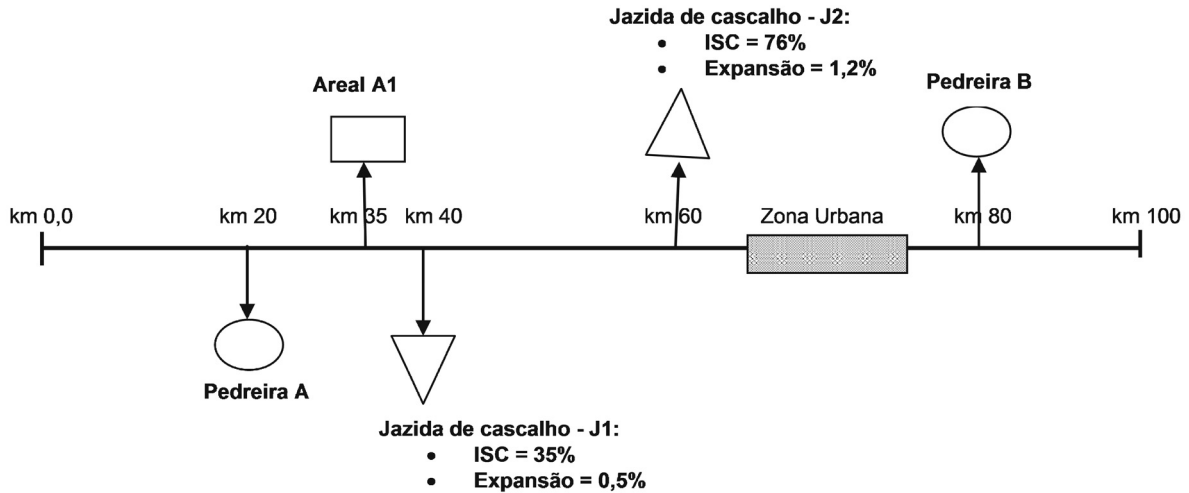 Jazida de cascalho - J2:
• ISC = 76%
• Expansão = 1,2%
Areal A1
Pedreira B
km 0,0
km 20
km 35
km 40
km 60
Zona Urbana
km 80
km 100
Pedreira A
Jazida de cascalho - J1:
• ISC = 35%
• Expansão = 0,5%